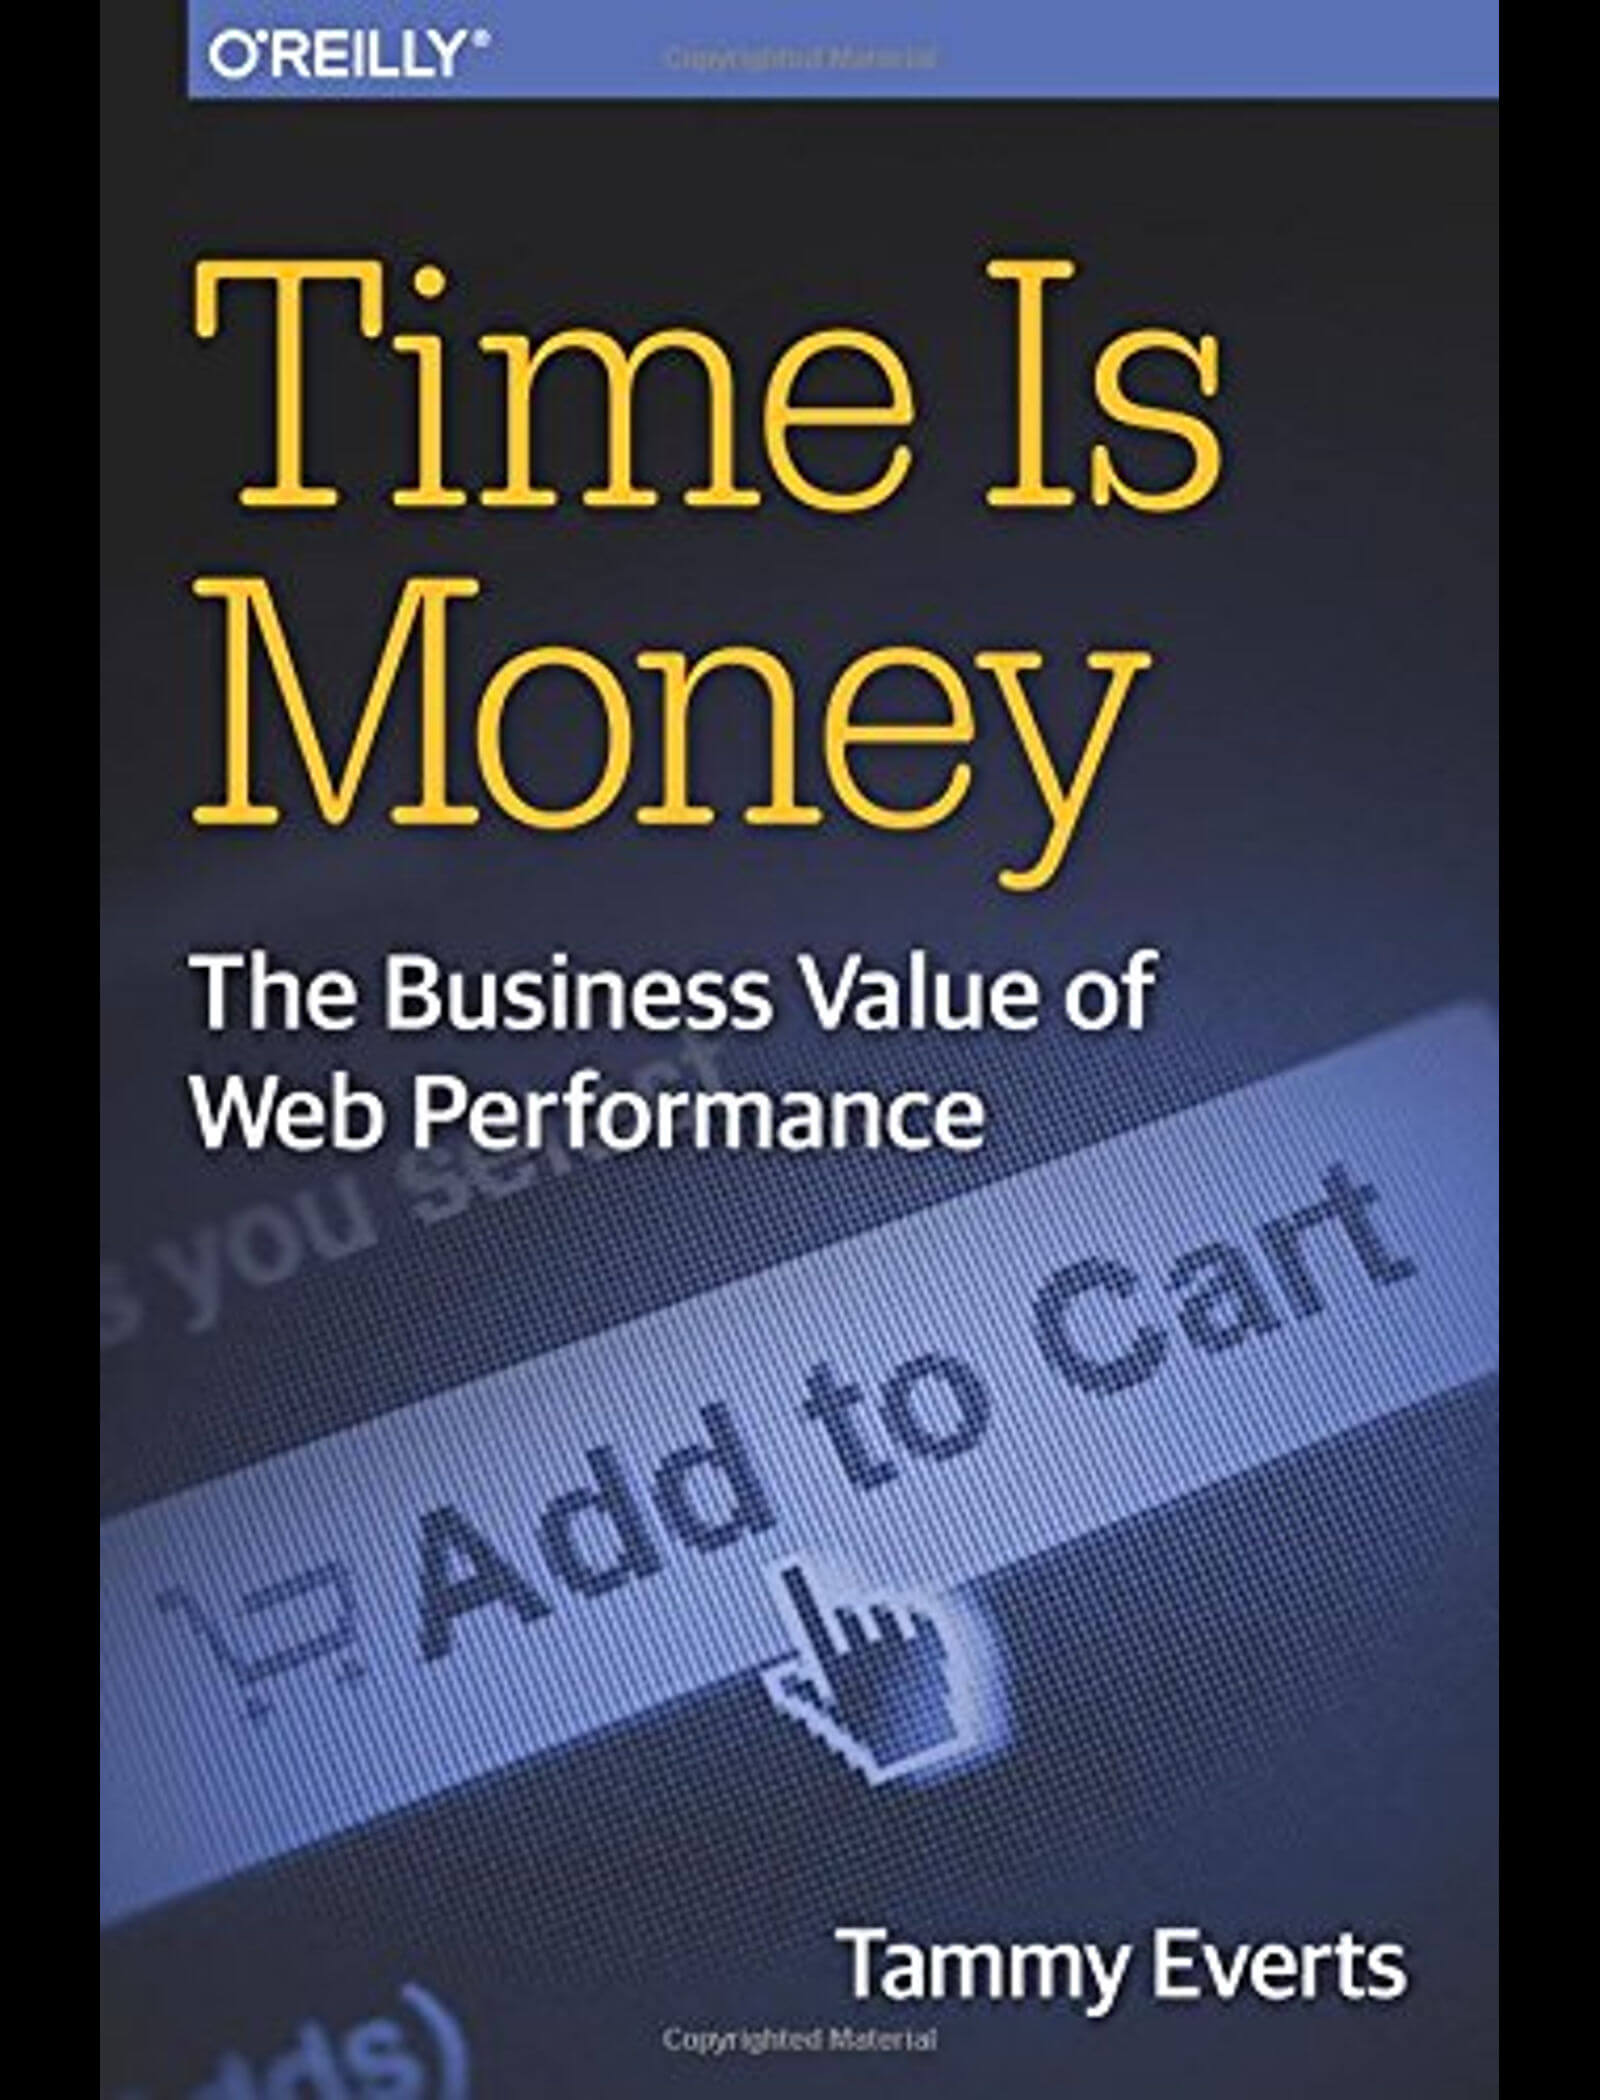 O'REILLY®
Copyrighted Material
Time Is
Money
The Business Value of
Web Performance
s you select
Add to Cart
Tammy Everts
Copyrighted Material
dds)